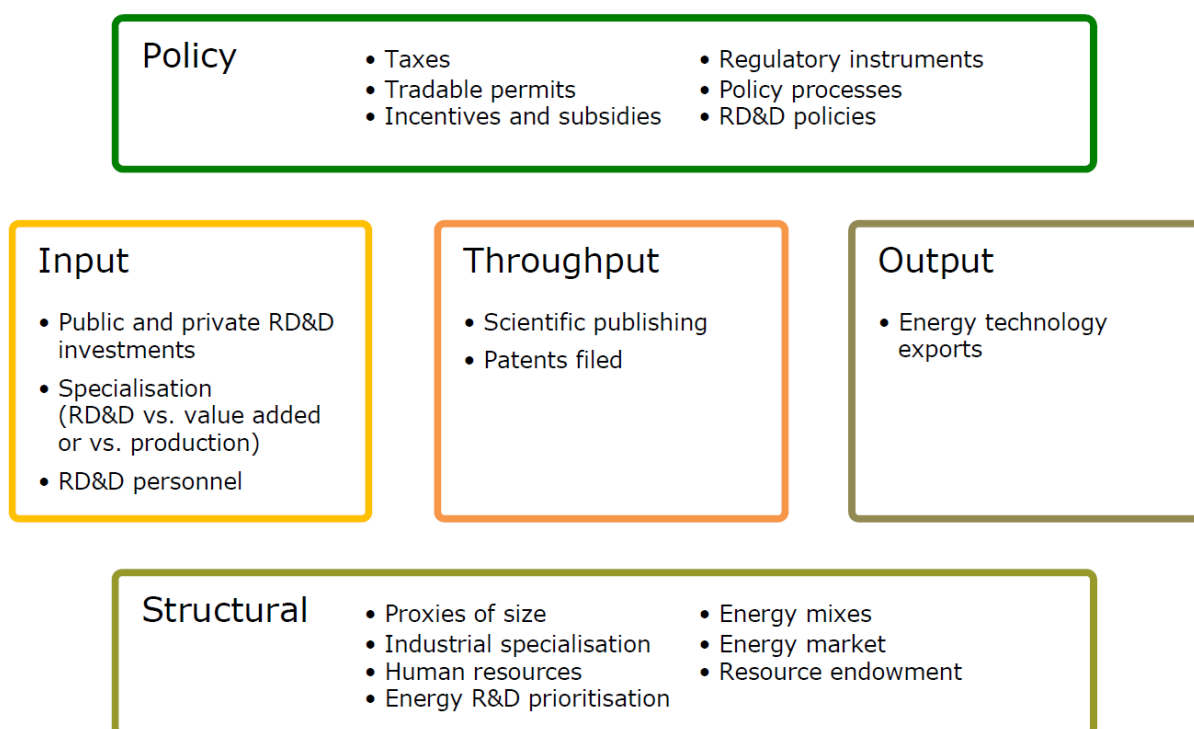 Policy
• Taxes
• Tradable permits
• Incentives and subsidies
• Regulatory instruments
• Policy processes
• RD&D policies
Input
• Public and private RD&D
investments
• Specialisation
(RD&D vs. value added
or vs. production)
• RD&D personnel
Throughput
• Scientific publishing
• Patents filed
Output
• Energy technology
exports
Structural
• Proxies of size
• Industrial specialisation
• Human resources
• Energy R&D prioritisation
• Energy mixes
• Energy market
• Resource endowment